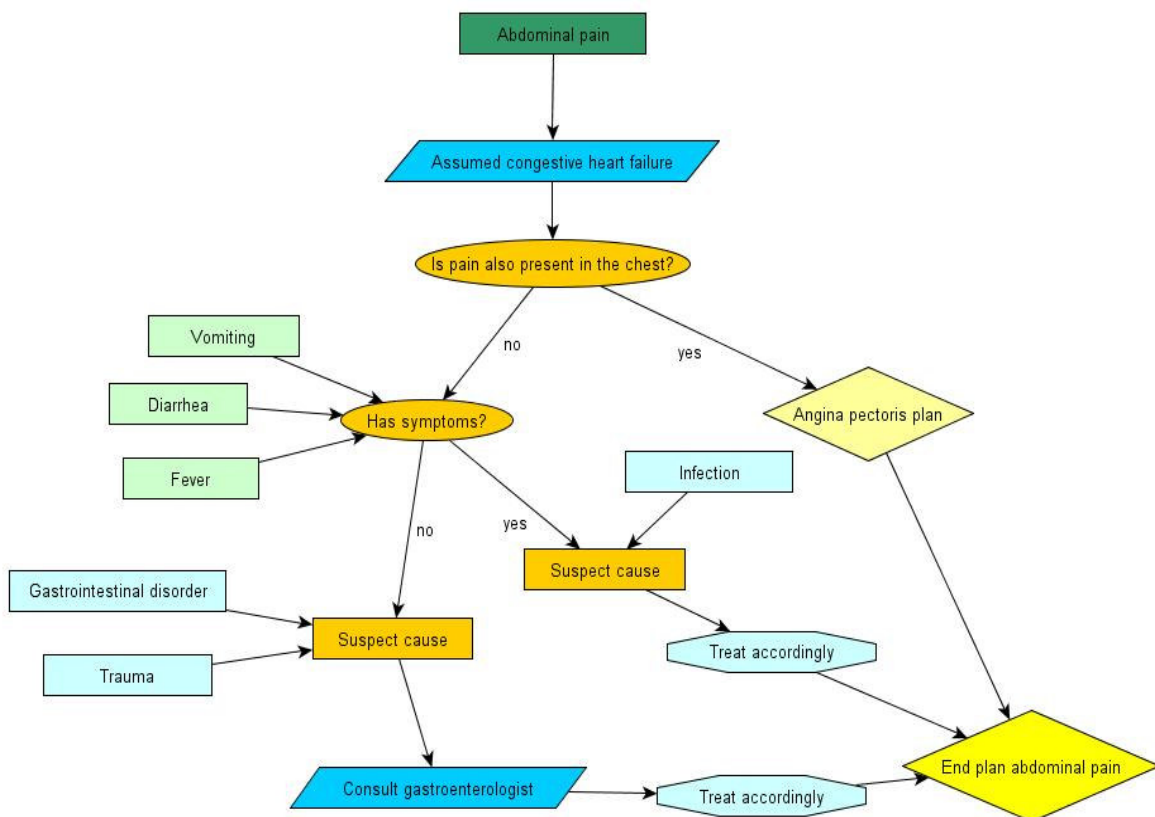 Abdominal pain
Assumed congestive heart failure
Is pain also present in the chest?
no
yes
Vomiting
Diarrhea
Fever
Has symptoms?
Angina pectoris plan
Infection
no
yes
Suspect cause
Gastrointestinal disorder
Trauma
Suspect cause
Treat accordingly
Consult gastroenterologist
Treat accordingly
End plan abdominal pain